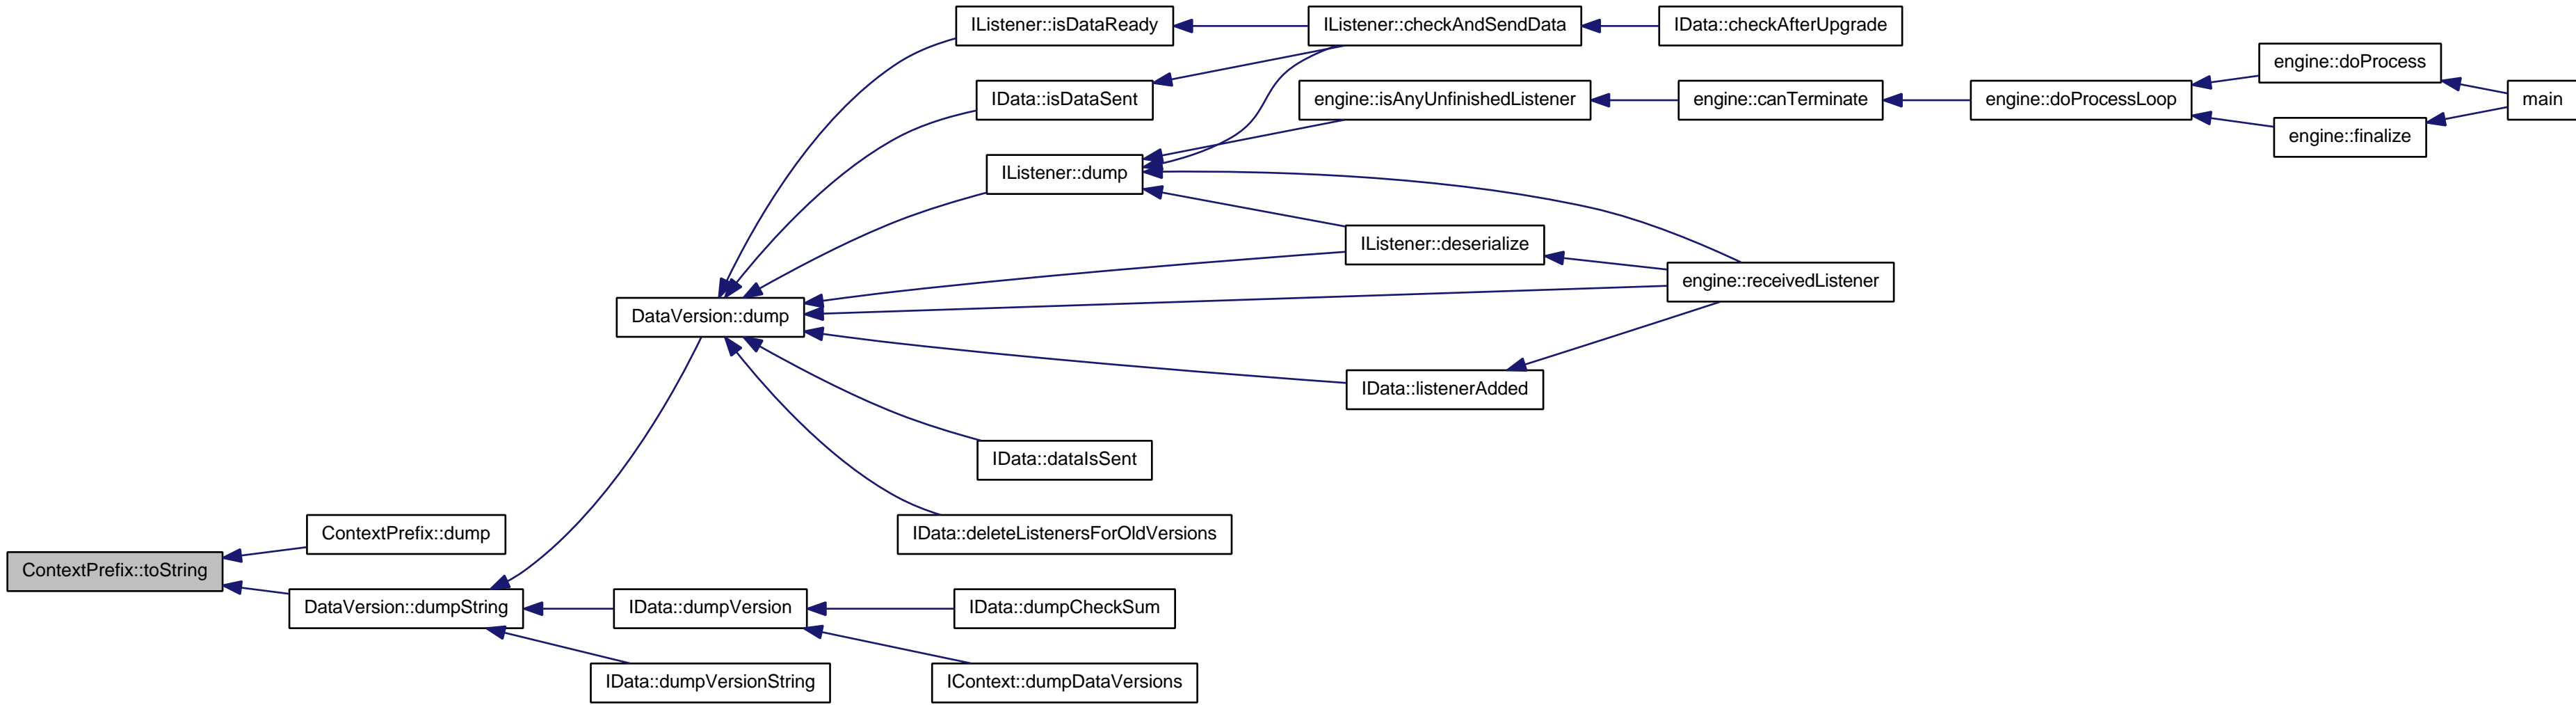 IListener::isDataReady
IListener::checkAndSendData
IData::checkAfterUpgrade
engine::doProcess
IData::isDataSent
engine::isAnyUnfinishedListener
engine::canTerminate
engine::doProcessLoop
main
engine::finalize
IListener::dump
IListener::deserialize
engine::receivedListener
DataVersion::dump
IData::listenerAdded
IData::dataIsSent
ContextPrefix::dump
IData::deleteListenersForOldVersions
ContextPrefix::toString
DataVersion::dumpString
IData::dumpVersion
IData::dumpCheckSum
IData::dumpVersionString
IContext::dumpDataVersions